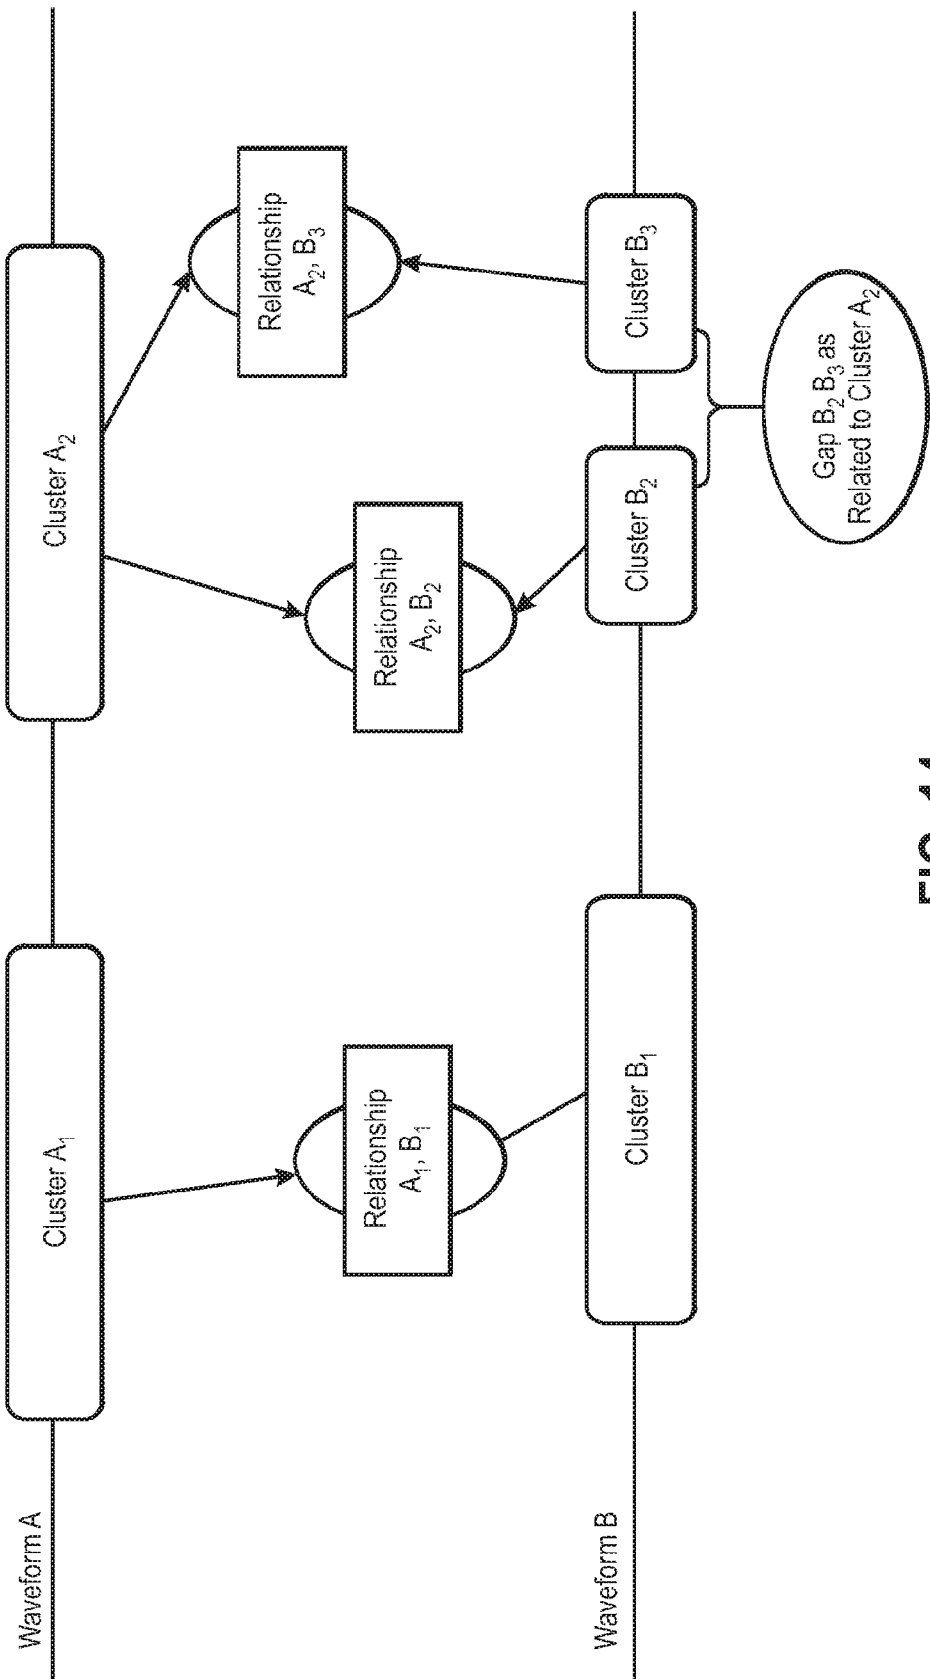 Waveform A
Cluster A₁
Cluster A₂
Relationship
A₂, B₃
Relationship
A₁, B₁
Relationship
A₂, B₂
Waveform B
Cluster B₁
Cluster B₂
Cluster B₃
Gap B₂ B₃ as
Related to Cluster A₂
FIG.